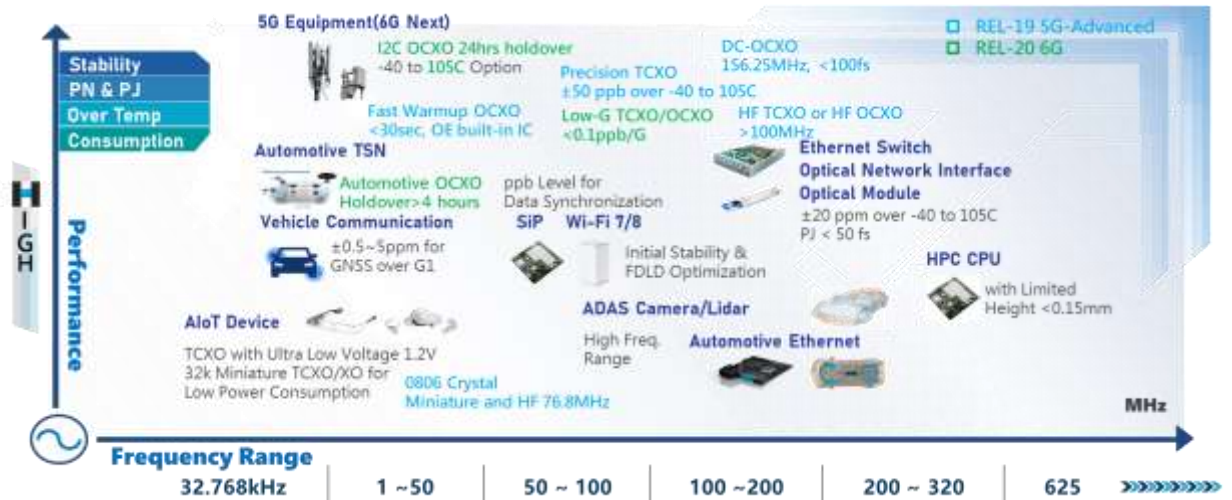 5G Equipment(6G Next)
REL-19 5G-Advanced
REL-20 6G
Stability
PN & PJ
Over Temp
Consumption
I2C OCXO 24hrs holdover
-40 to 105C Option
DC-OCXO
156.25MHz, <100fs
Precision TCXO
±50 ppb over -40 to 105C
Fast Warmup OCXO
<30sec, OE built-in IC
Low-G TCXO/OCXO
<0.1ppb/G
HF TCXO or HF OCXO
>100MHz
Automotive TSN
Automotive OCXO
Holdover>4 hours
ppb Level for
Data Synchronization
Ethernet Switch
Optical Network Interface
Optical Module
±20 ppm over -40 to 105C
PJ < 50 fs
Vehicle Communication
±0.5~5ppm for
GNSS over G1
SiP
Wi-Fi 7/8
Initial Stability &
FDLD Optimization
HPC CPU
with Limited
Height <0.15mm
HIGH
Performance
AIoT Device
TCXO with Ultra Low Voltage 1.2V
32k Miniature TCXO/XO for
Low Power Consumption
0806 Crystal
Miniature and HF 76.8MHz
ADAS Camera/Lidar
High Freq.
Range
Automotive Ethernet
MHz
Frequency Range
32.768kHz
1 ~50
50 ~ 100
100 ~200
200 ~ 320
625